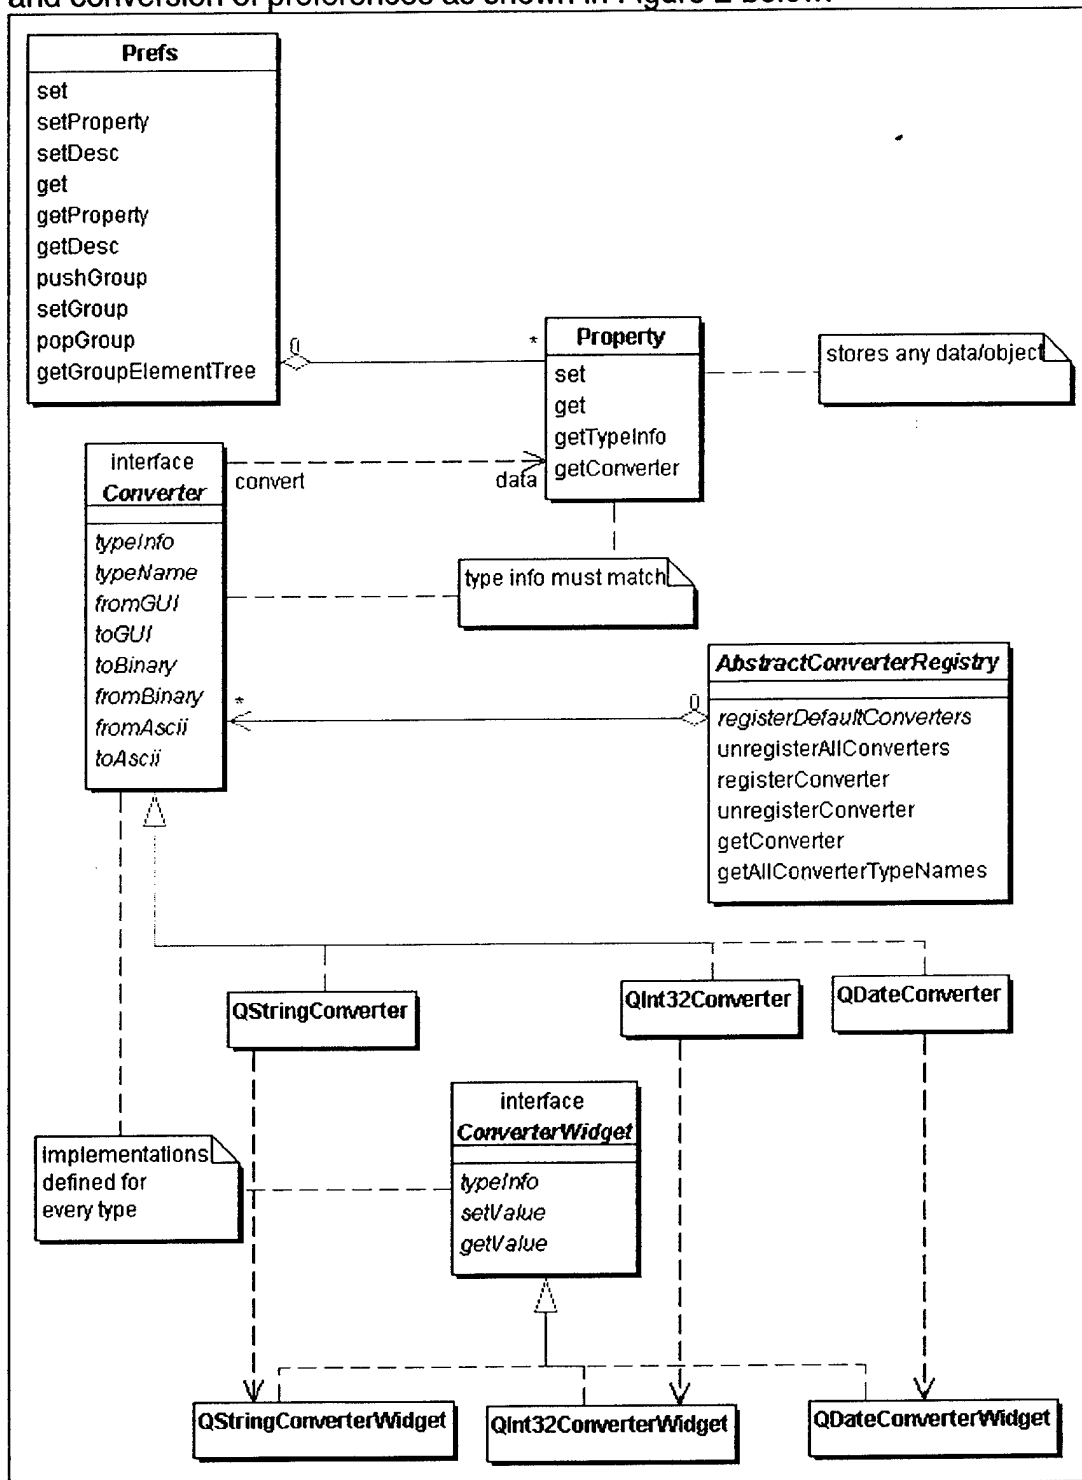 and conversion of preferences as shown in Figure 2 below.
Prefs
set
setProperty
setDesc
get
getProperty
getDesc
pushGroup
setGroup
popGroup
getGroupElementTree
0
*
Property
set
get
getTypeInfo
getConverter
stores any data/object
interface
Converter
typeInfo
typeName
fromGUI
toGUI
toBinary
fromBinary
fromAscii
toAscii
convert
data
type info must match
*
0
AbstractConverterRegistry
registerDefaultConverters
unregisterAllConverters
registerConverter
unregisterConverter
getConverter
getAllConverterTypeNames
QStringConverter
QInt32Converter
QDateConverter
interface
ConverterWidget
typeInfo
setValue
getValue
implementations
defined for
every type
QStringConverterWidget
QInt32ConverterWidget
QDateConverterWidget